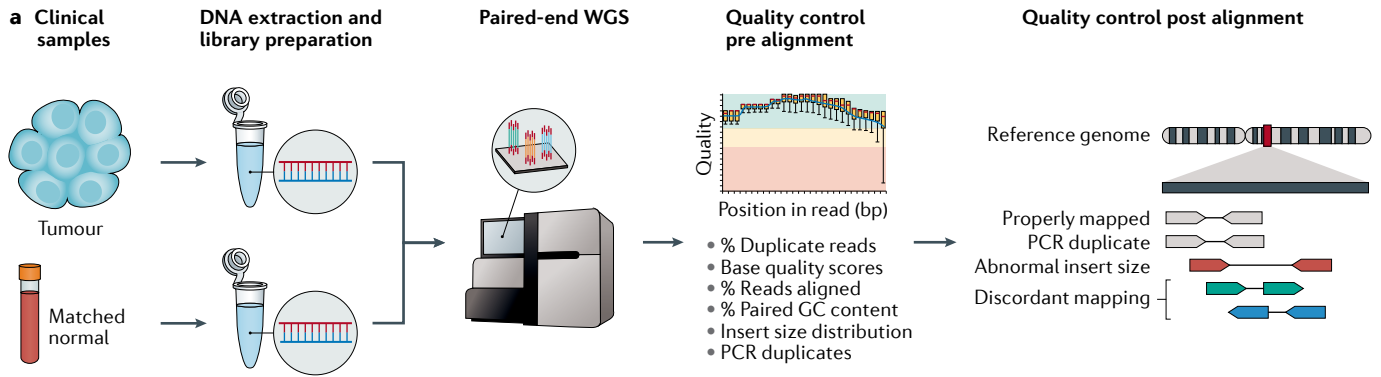 a Clinical
samples
DNA extraction and
library preparation
Paired-end WGS
Quality control
pre alignment
Quality control post alignment
Tumour
Matched
normal
Quality
Position in read (bp)
• % Duplicate reads
• Base quality scores
• % Reads aligned
• % Paired GC content
• Insert size distribution
• PCR duplicates
Reference genome
Properly mapped
PCR duplicate
Abnormal insert size
Discordant mapping